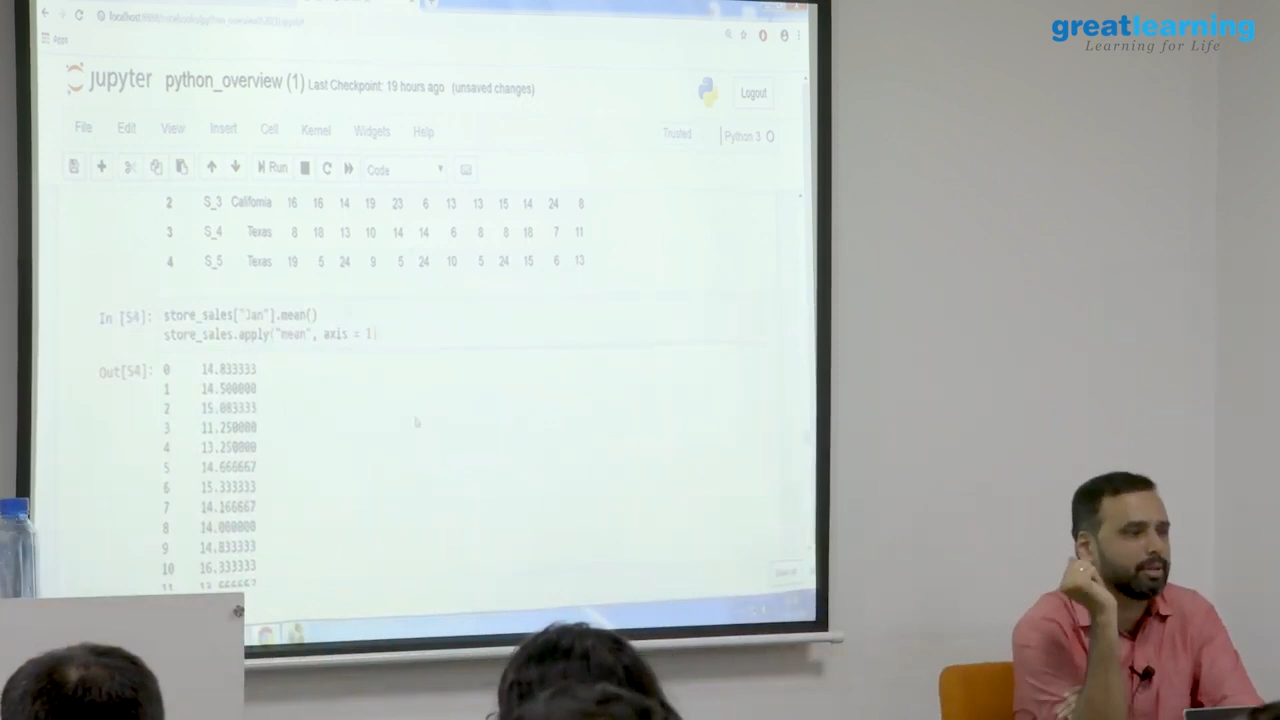 greatlearning
Learning for Life
Apps
jupyter python_overview (1) Last Checkpoint: 19 hours ago (unsaved changes)
Logout
File Edit View Insert Cell Kernel Widgets Help
Trusted Python 3
Run Code
2 S_3 California 16 16 14 19 23 6 13 13 15 14 24 8
3 S_4 Texas 8 18 13 10 14 14 6 8 8 18 7 11
4 S_5 Texas 19 5 24 9 5 24 10 5 24 15 6 13
In [54]: store_sales["Jan"].mean()
store_sales.apply("mean", axis = 1)
Out[54]: 0 14.833333
1 14.500000
2 15.083333
3 11.250000
4 13.250000
5 14.666667
6 15.333333
7 14.166667
8 14.000000
9 14.833333
10 16.333333
11